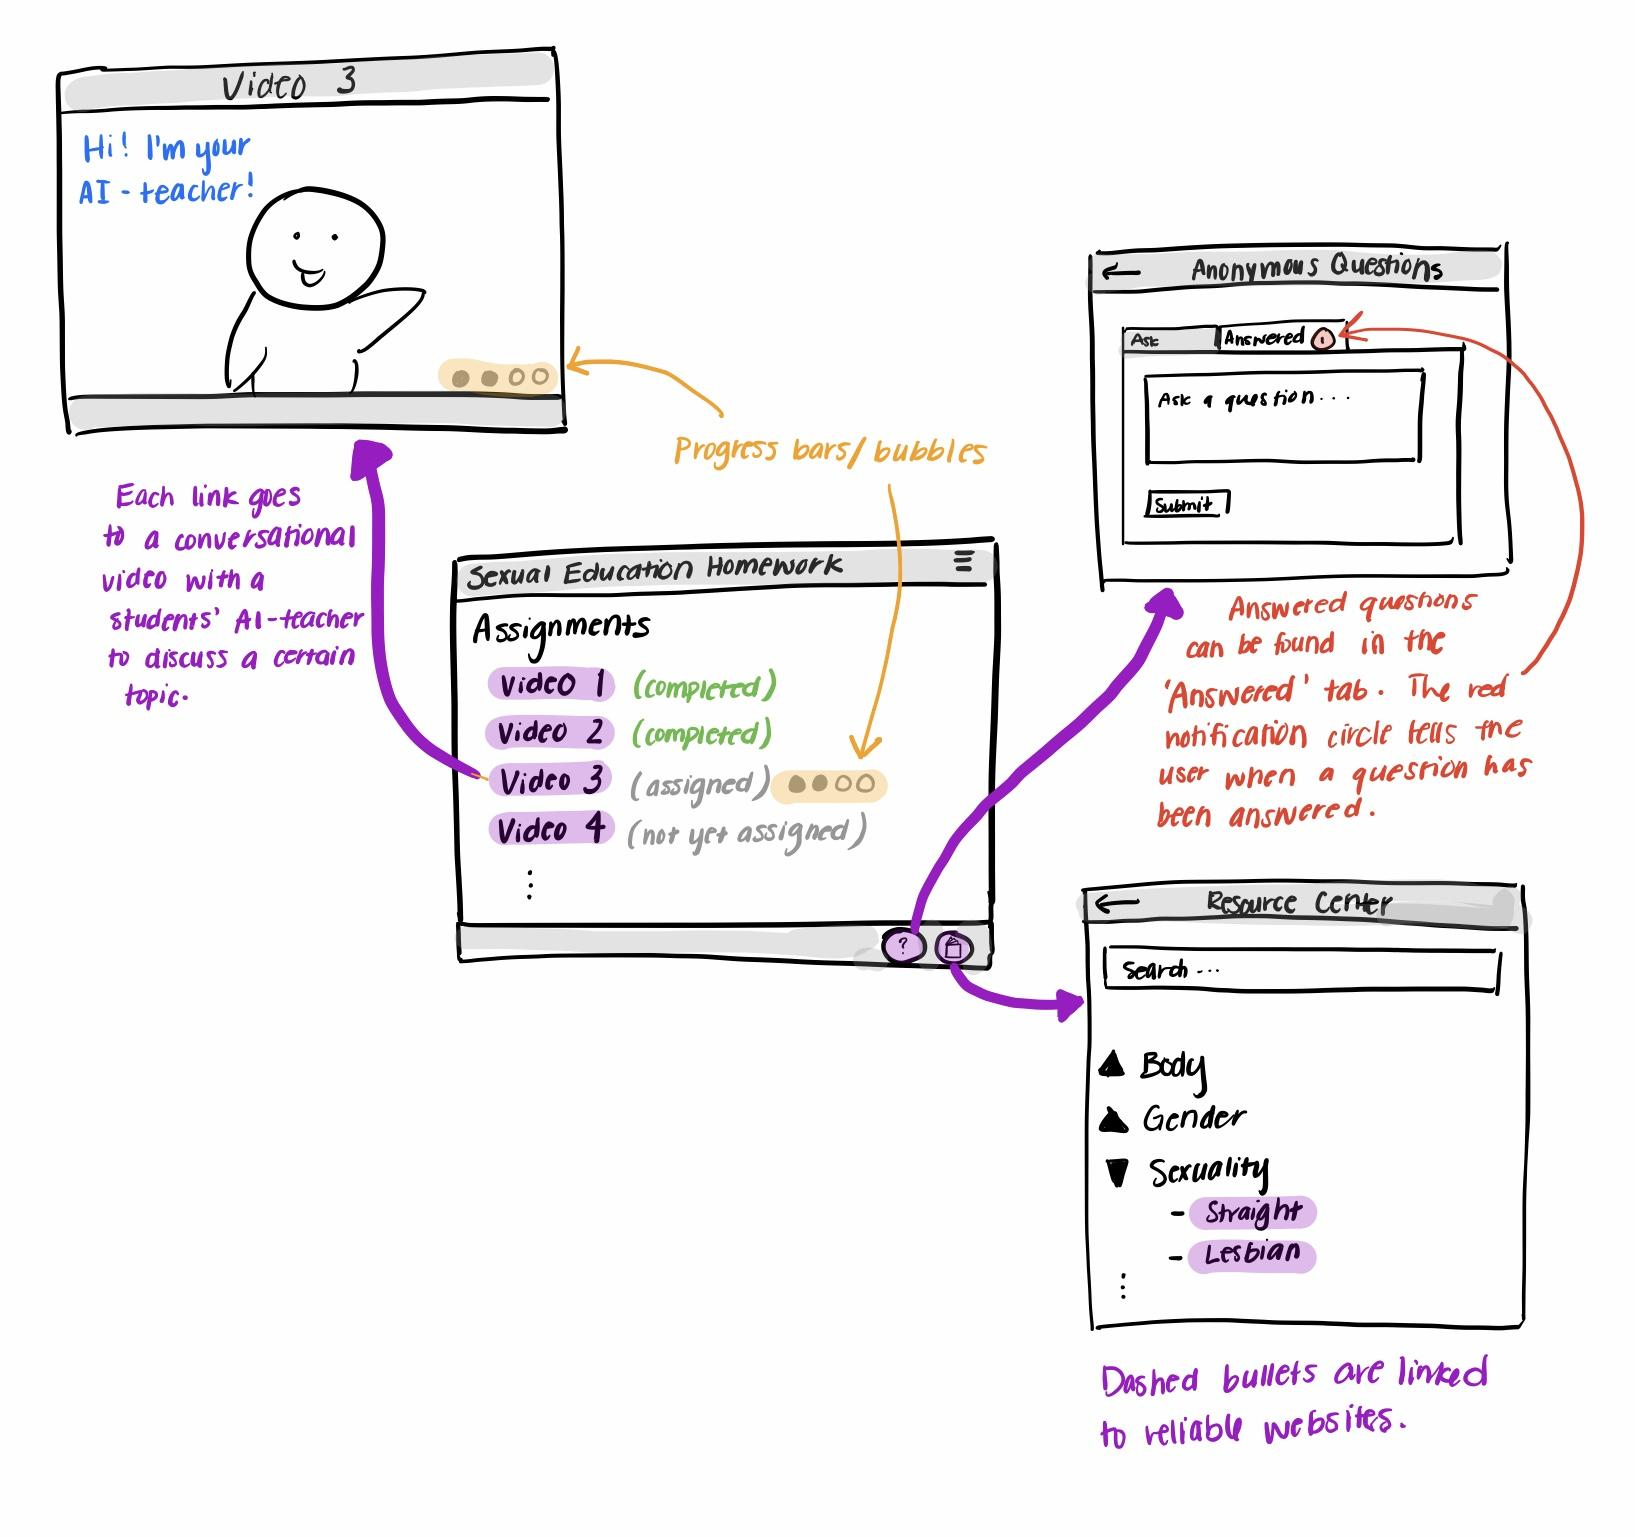 Video 3
Hi! I'm your
AI - teacher!
Progress bars/bubbles
Each link goes
to a conversational
video with a
students' AI-teacher
to discuss a certain
topic.
Sexual Education Homework
Assignments
Video 1 (completed)
Video 2 (completed)
Video 3 (assigned)
Video 4 (not yet assigned)
?
Anonymous Questions
Ask Answered 1
Ask a question...
Submit
Answered questions
can be found in the
'Answered' tab. The red
notification circle tells the
user when a question has
been answered.
Resource Center
Search ...
Body
Gender
Sexuality
- Straight
- Lesbian
Dashed bullets are linked
to reliable websites.